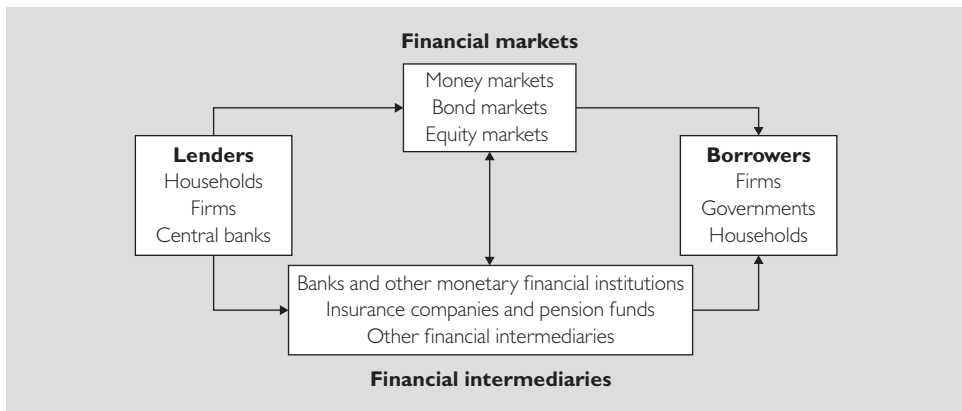 Financial markets
Money markets
Bond markets
Equity markets
Lenders
Households
Firms
Central banks
Borrowers
Firms
Governments
Households
Banks and other monetary financial institutions
Insurance companies and pension funds
Other financial intermediaries
Financial intermediaries